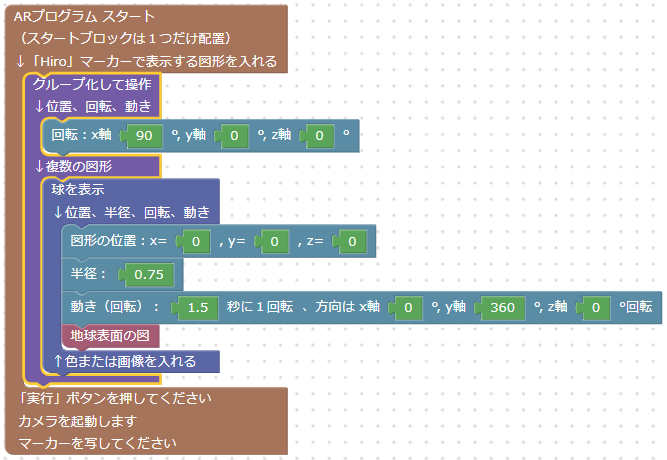 ARプログラム スタート
（スタートブロックは１つだけ配置）
↓「Hiro」マーカーで表示する図形を入れる
グループ化して操作
↓位置、回転、動き
回転：x軸 90 º, y軸 0 º, z軸 0 º
↓複数の図形
球を表示
↓位置、半径、回転、動き
図形の位置：x= 0 , y= 0 , z= 0
半径： 0.75
動き（回転）： 1.5 秒に１回転 、方向は x軸 0 º, y軸 360 º, z軸 0 º回転
地球表面の図
↑色または画像を入れる
「実行」ボタンを押してください
カメラを起動します
マーカーを写してください